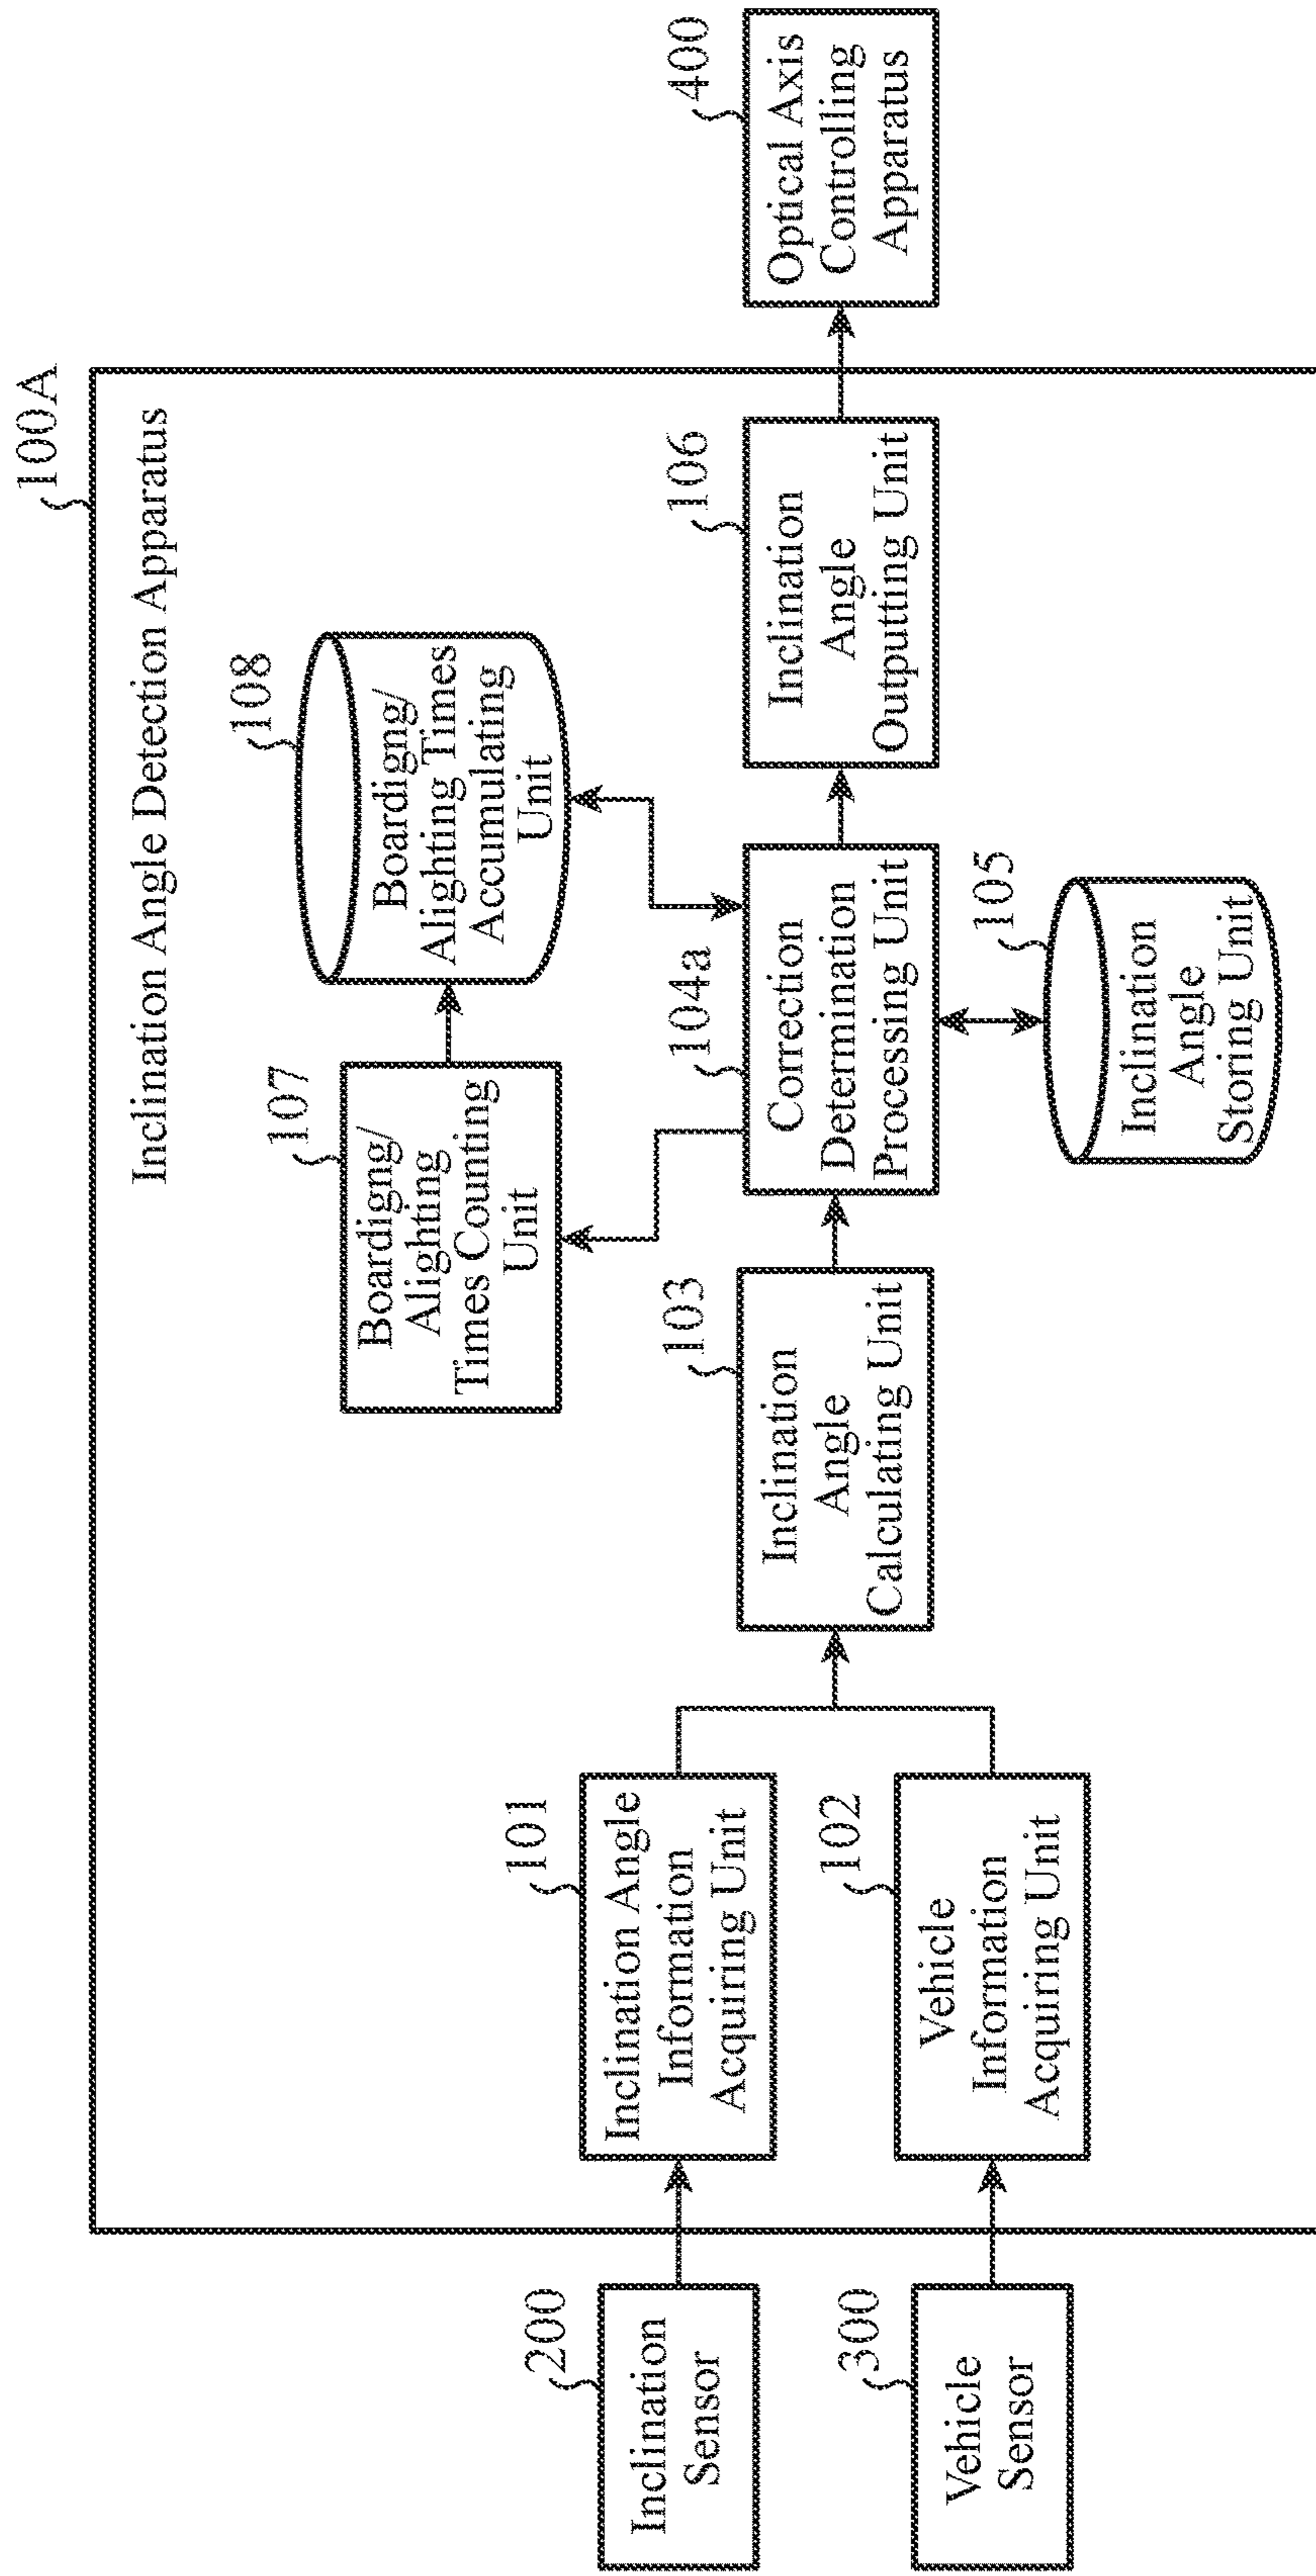 100A
Inclination Angle Detection Apparatus
200
Inclination
Sensor
300
Vehicle
Sensor
101
Inclination Angle
Information
Acquiring Unit
102
Vehicle
Information
Acquiring Unit
103
Inclination
Angle
Calculating Unit
107
Boardigng/
Alighting
Times Counting
Unit
108
Boardigng/
Alighting Times
Accumulating
Unit
104a
Correction
Determination
Processing Unit
105
Inclination
Angle
Storing Unit
106
Inclination
Angle
Outputting Unit
400
Optical Axis
Controlling
Apparatus